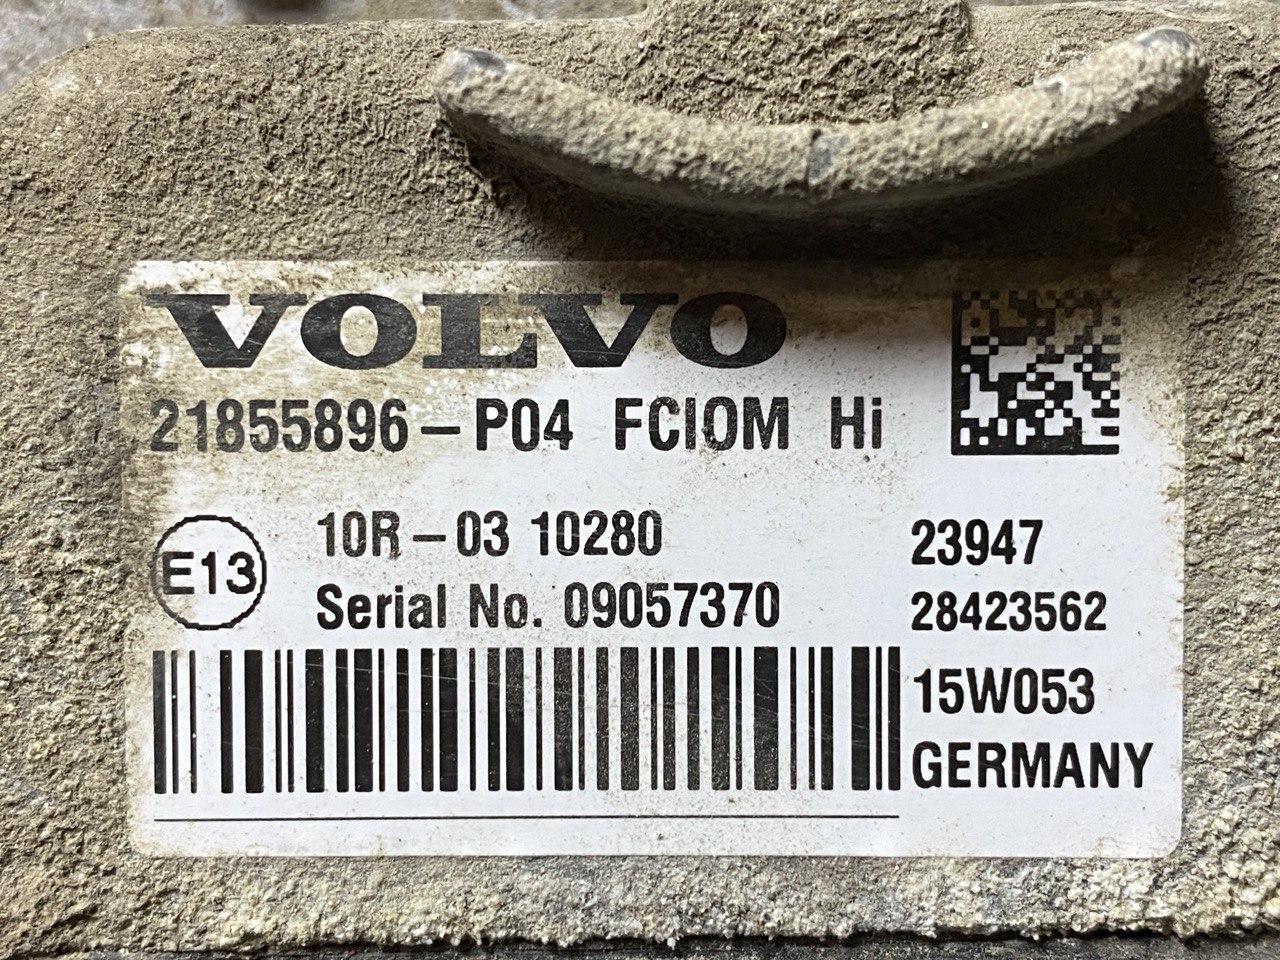 VOLVO
21855896-P04 FCIOM Hi
E13
10R-03 10280
Serial No. 09057370
23947
28423562
15W053
GERMANY